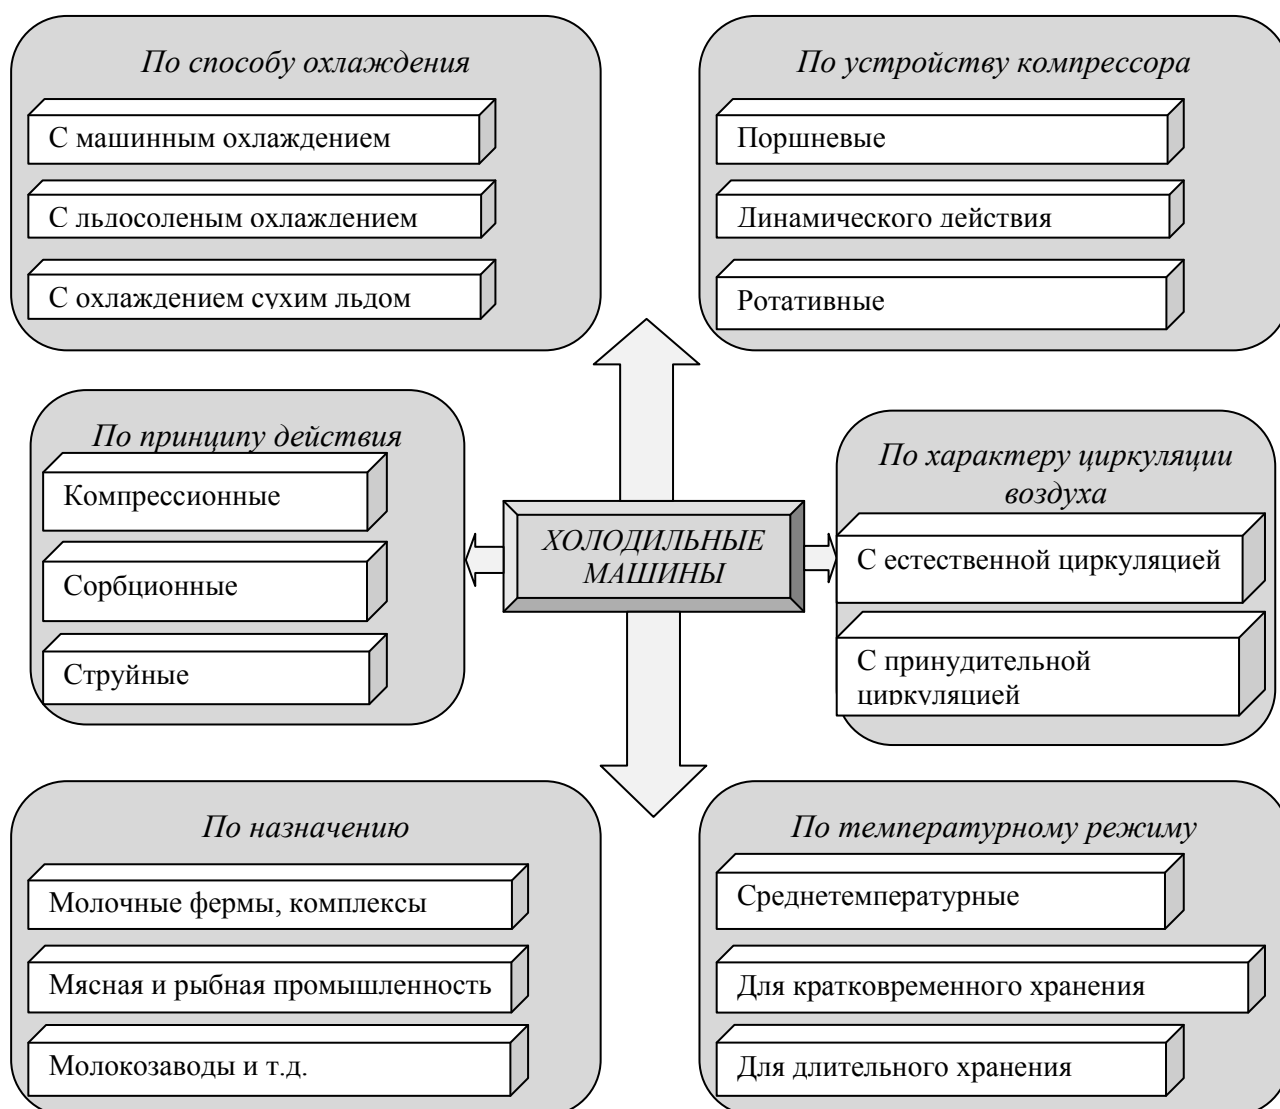 По способу охлаждения
С машинным охлаждением
С льдосоленым охлаждением
С охлаждением сухим льдом
По устройству компрессора
Поршневые
Динамического действия
Ротативные
По принципу действия
Компрессионные
Сорбционные
Струйные
ХОЛОДИЛЬНЫЕ
МАШИНЫ
По характеру циркуляции
воздуха
С естественной циркуляцией
С принудительной
циркуляцией
По назначению
Молочные фермы, комплексы
Мясная и рыбная промышленность
Молокозаводы и т.д.
По температурному режиму
Среднетемпературные
Для кратковременного хранения
Для длительного хранения